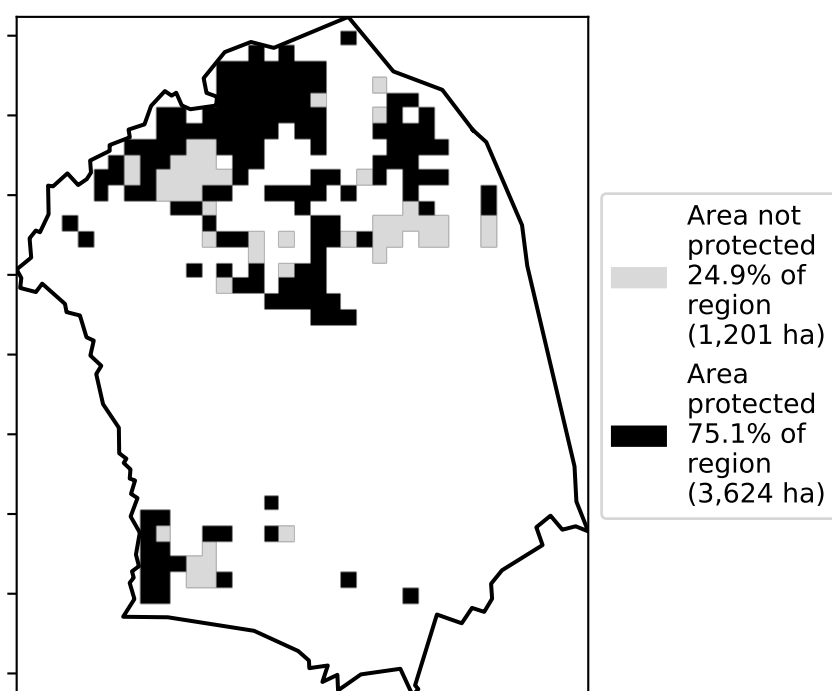 Area not
protected
24.9% of
region
(1,201 ha)
Area
protected
75.1% of
region
(3,624 ha)